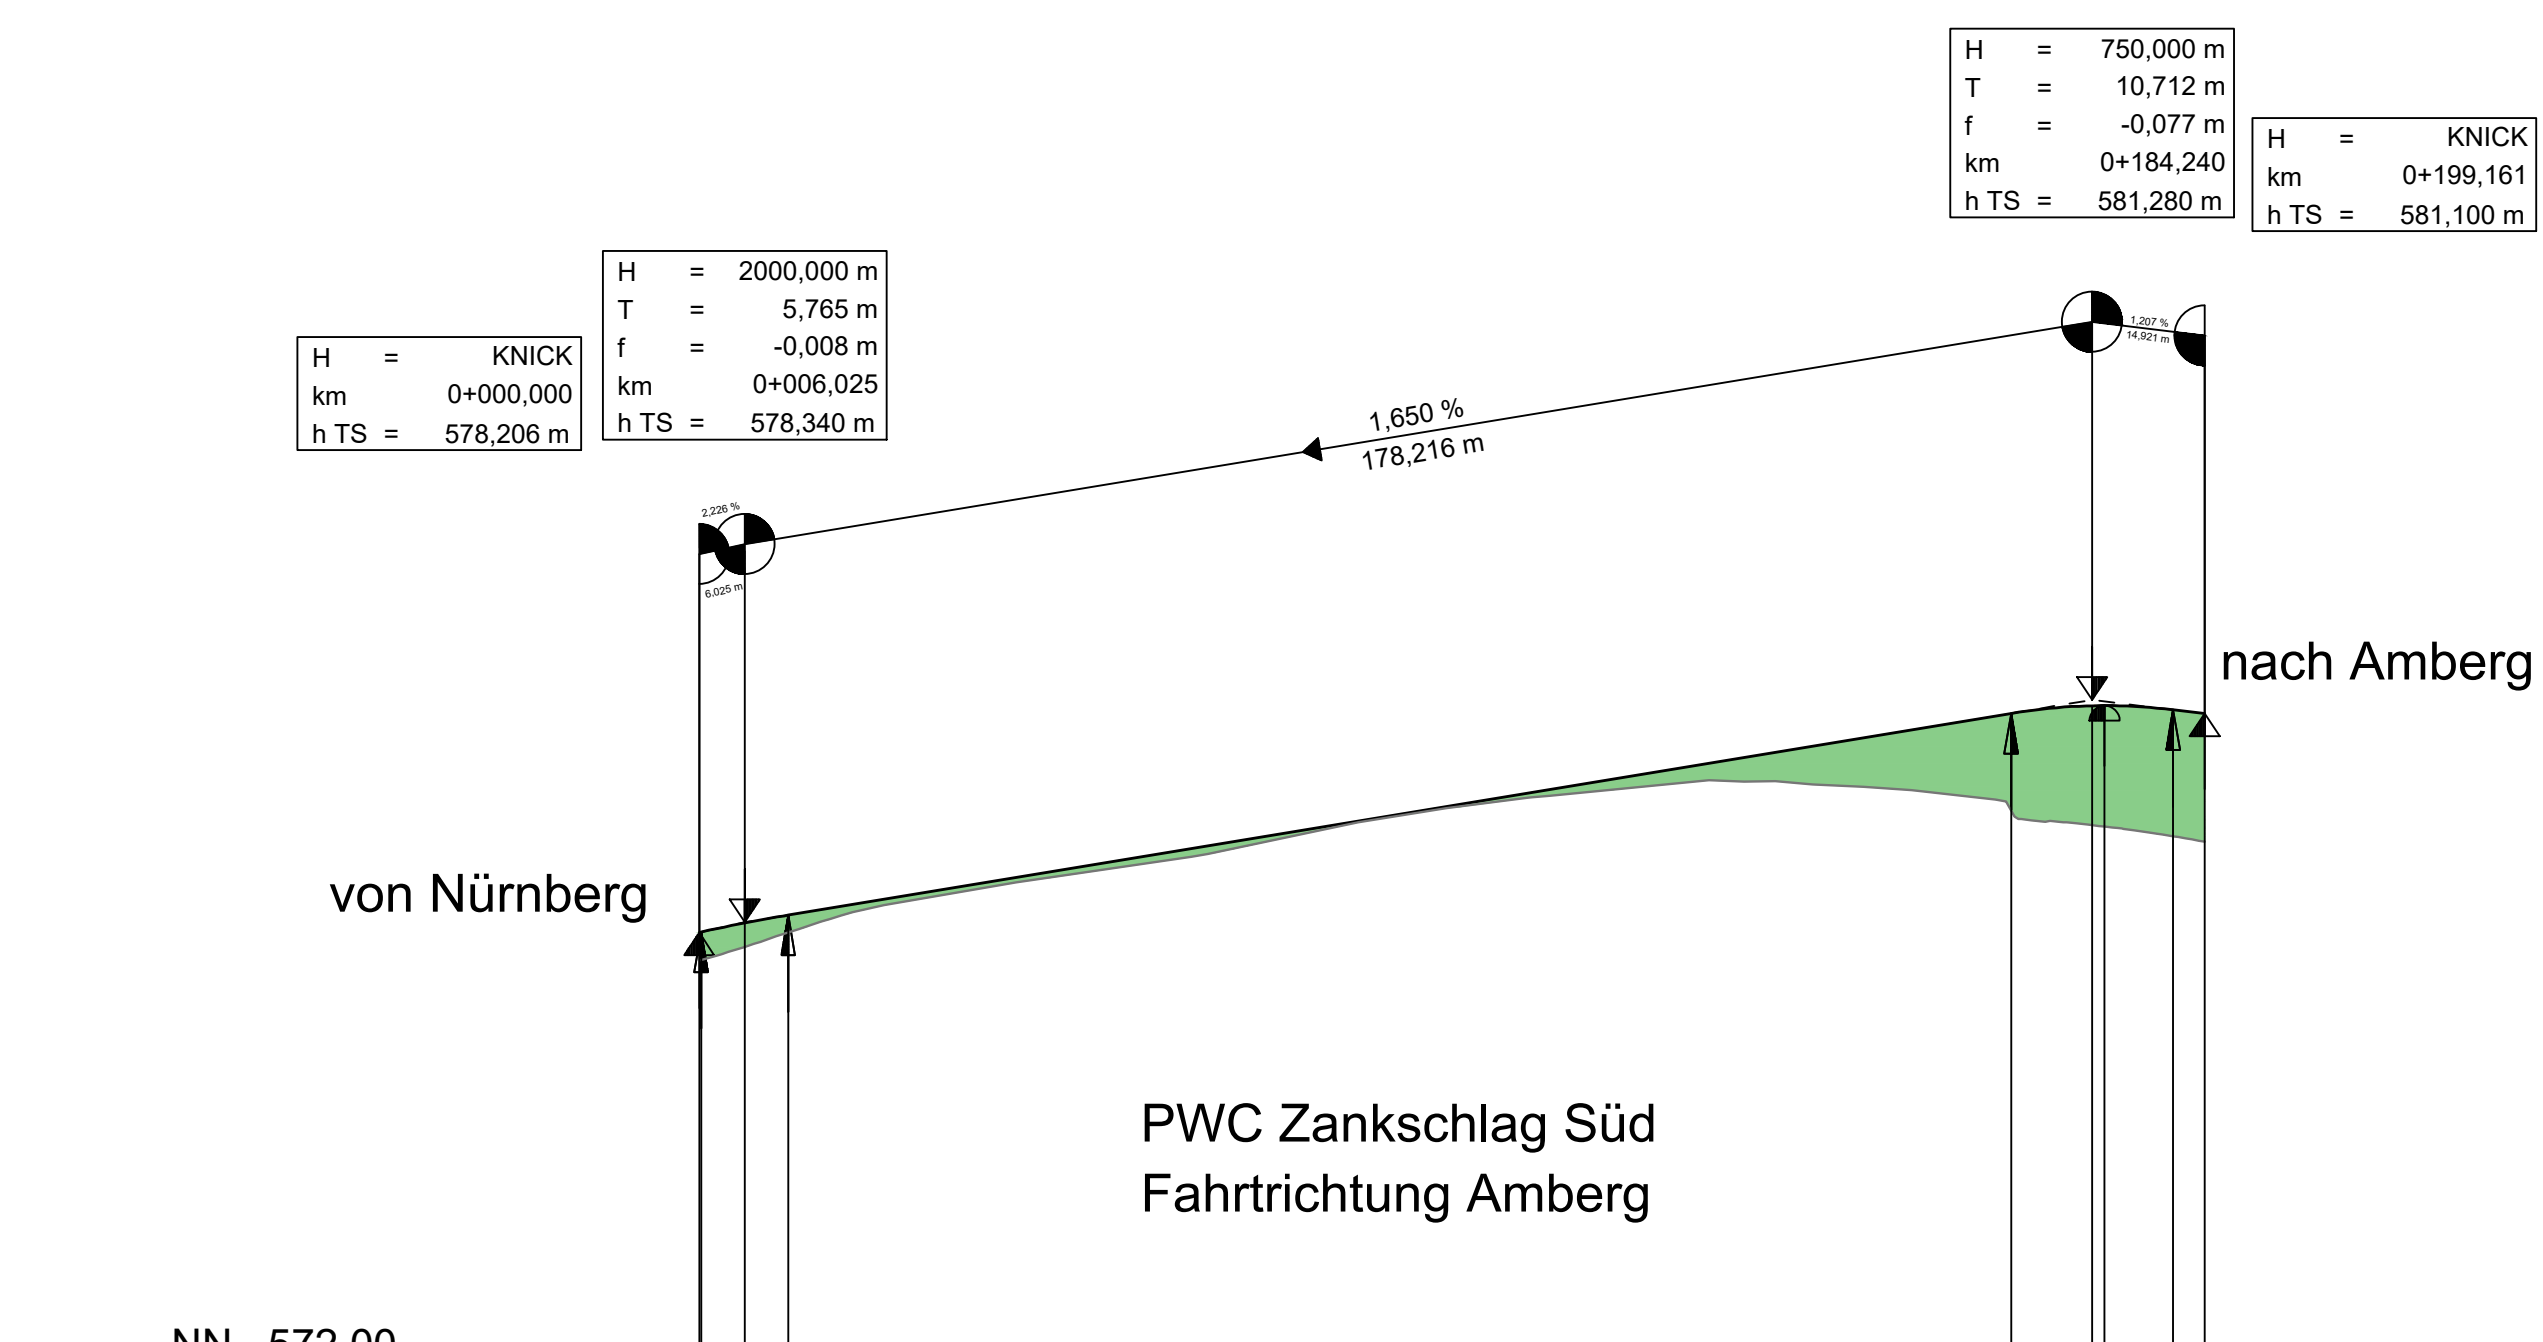 H = 750,000 m
T = 10,712 m
f = -0,077 m
km 0+184,240
h TS = 581,280 m
H = KNICK
km 0+199,161
h TS = 581,100 m
H = 2000,000 m
T = 5,765 m
f = -0,008 m
km 0+006,025
h TS = 578,340 m
H = KNICK
km 0+000,000
h TS = 578,206 m
1,207 %
14,921 m
1,650 %
178,216 m
2,226 %
6,025 m
nach Amberg
von Nürnberg
PWC Zankschlag Süd
Fahrtrichtung Amberg
NN 572.00